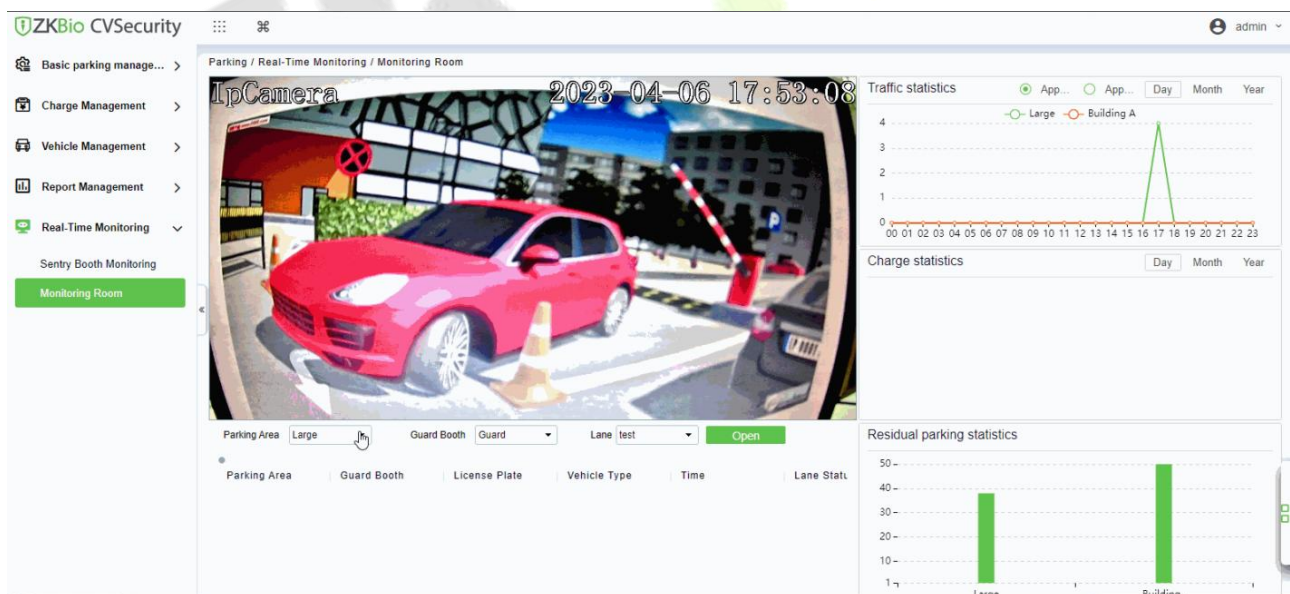 ZKBio CVSecurity
admin
Basic parking manage...
Charge Management
Vehicle Management
Report Management
Real-Time Monitoring
Sentry Booth Monitoring
Monitoring Room
Parking / Real-Time Monitoring / Monitoring Room
IpCamera 2023-04-06 17:53:08
P
Parking Area Large Guard Booth Guard Lane test Open
Parking Area Guard Booth License Plate Vehicle Type Time Lane Statu
Traffic statistics App... App... Day Month Year
Large Building A
4
3
2
1
0
00 01 02 03 04 05 06 07 08 09 10 11 12 13 14 15 16 17 18 19 20 21 22 23
Charge statistics Day Month Year
Residual parking statistics
50
40
30
20
10
1
Large Building